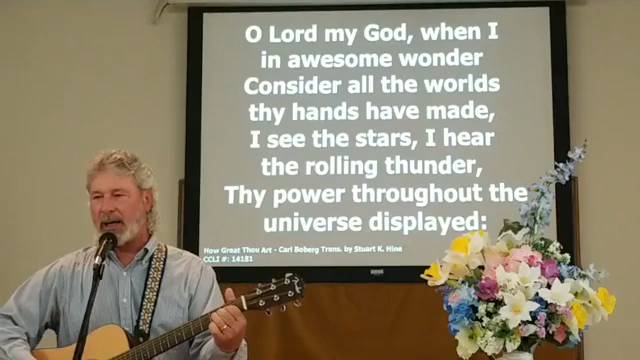 O Lord my God, when I
in awesome wonder
Consider all the worlds
thy hands have made,
I see the stars, I hear
the rolling thunder,
Thy power throughout the
universe displayed:
How Great Thou Art - Carl Boberg Trans. by Stuart K. Hine
CCLI #: 14181